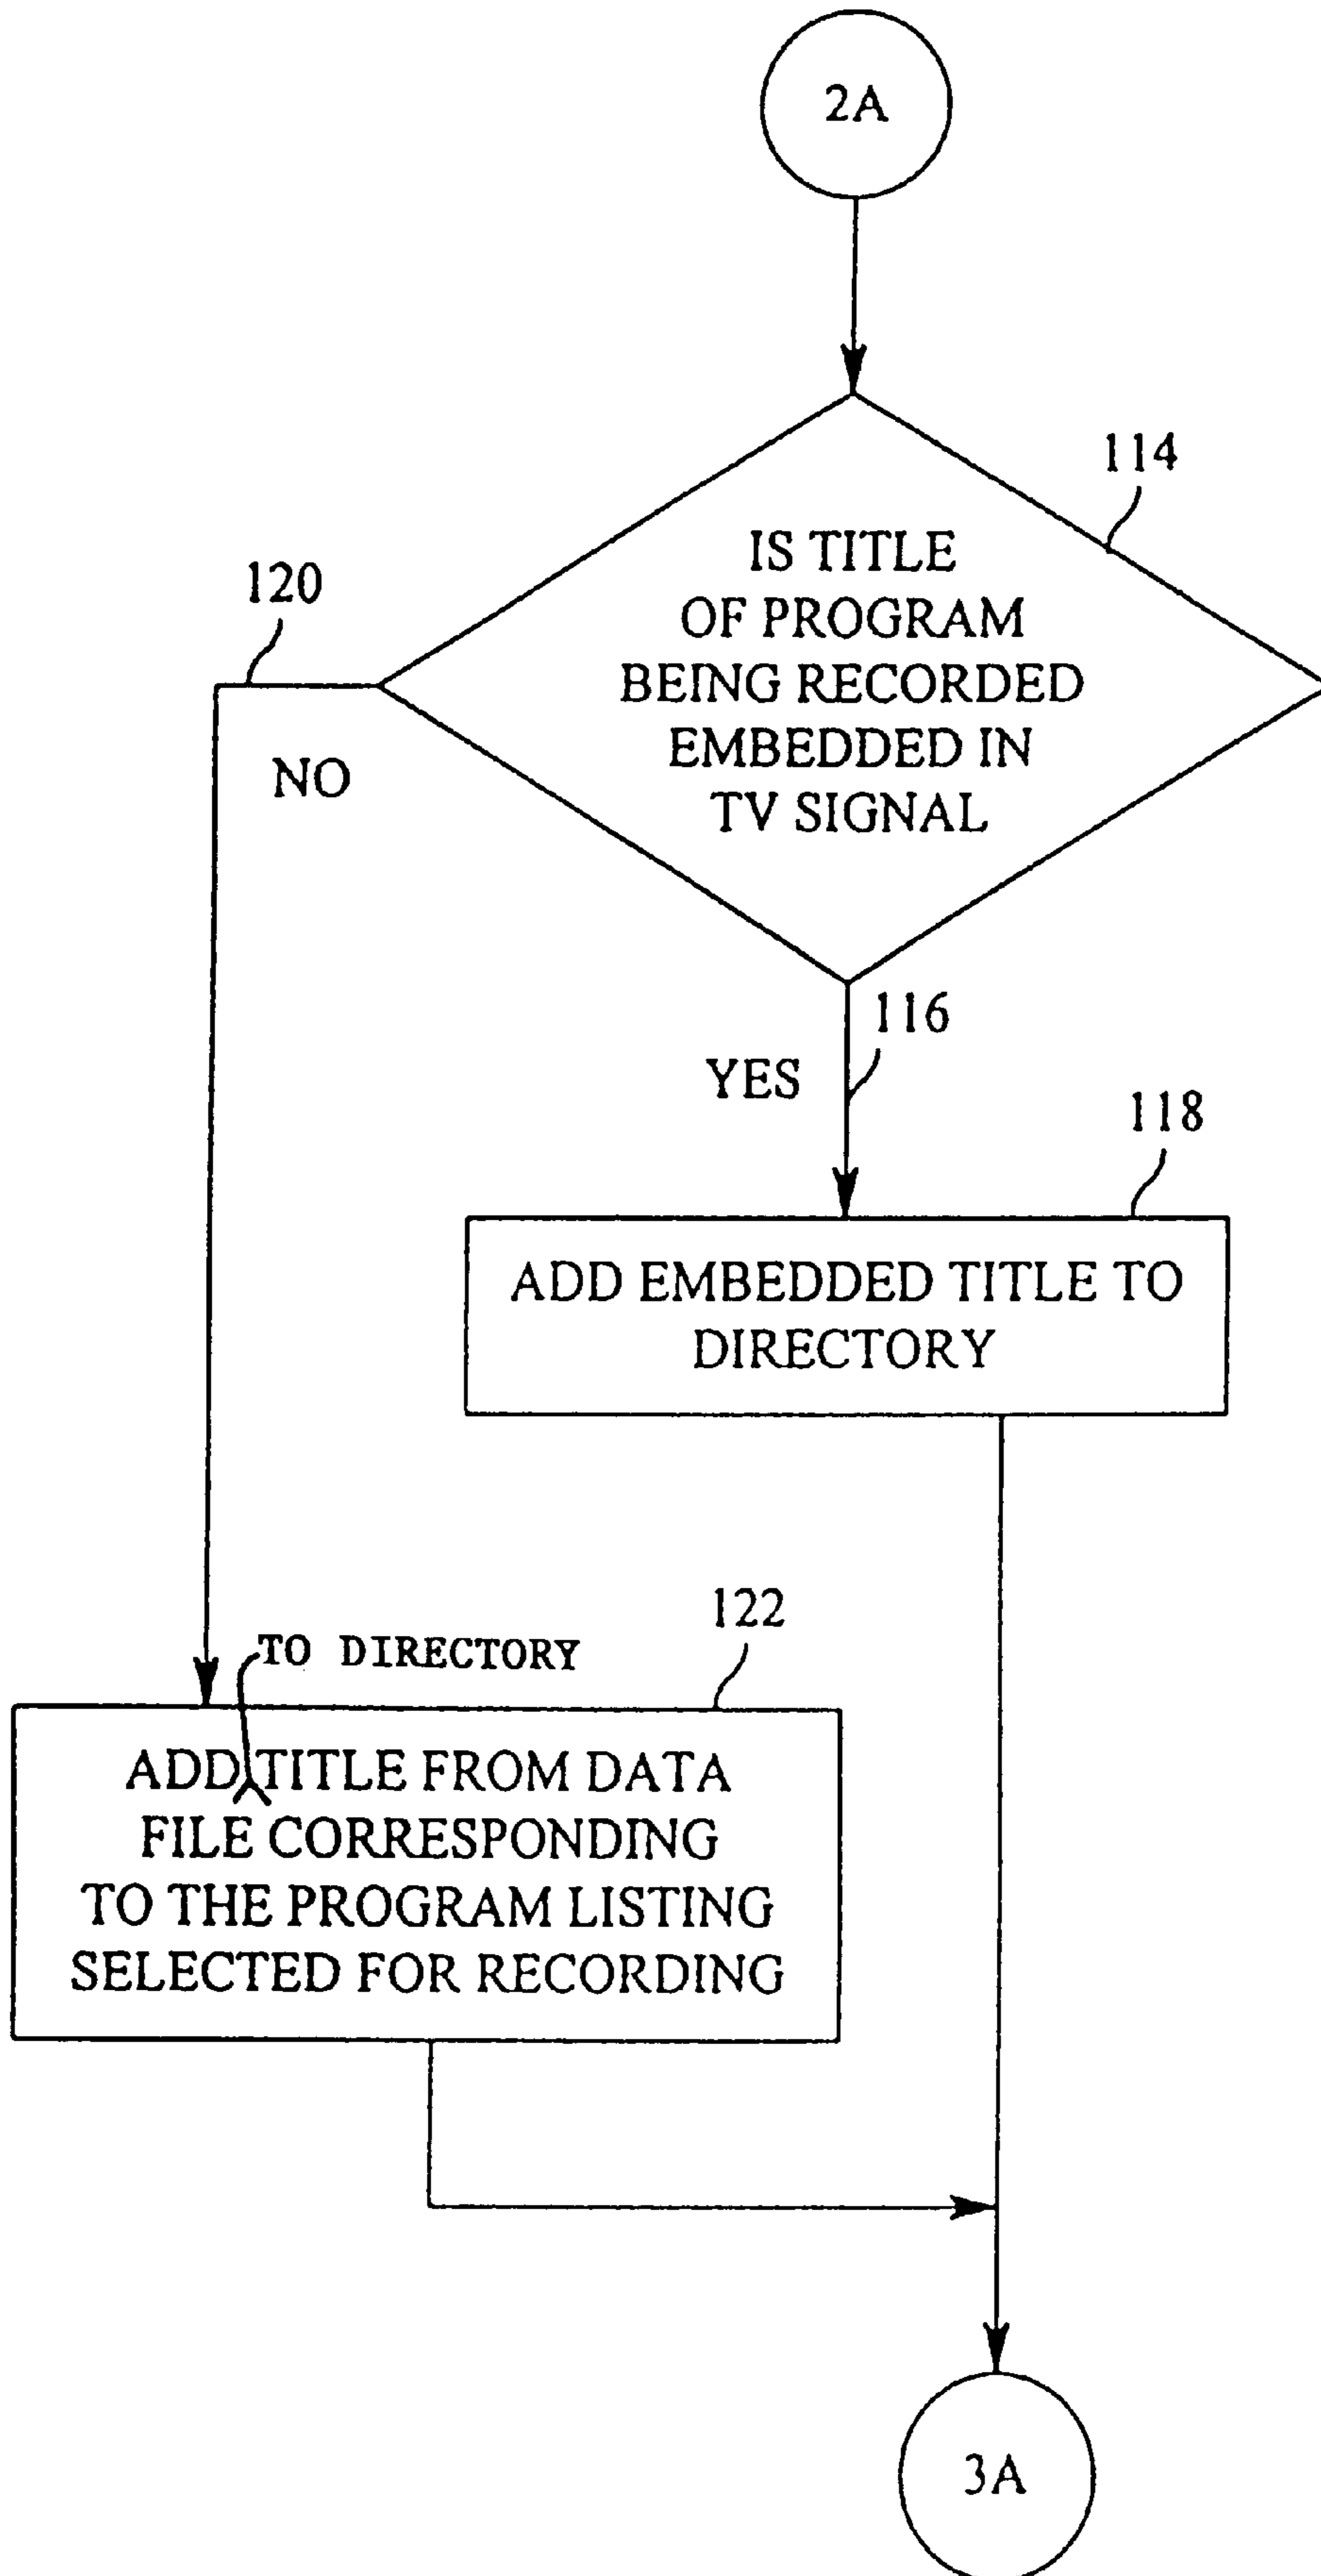 2A
114
IS TITLE
OF PROGRAM
BEING RECORDED
EMBEDDED IN
TV SIGNAL
120
NO
116
YES
118
ADD EMBEDDED TITLE TO
DIRECTORY
122
TO DIRECTORY
ADD TITLE FROM DATA
FILE CORRESPONDING
TO THE PROGRAM LISTING
SELECTED FOR RECORDING
3A